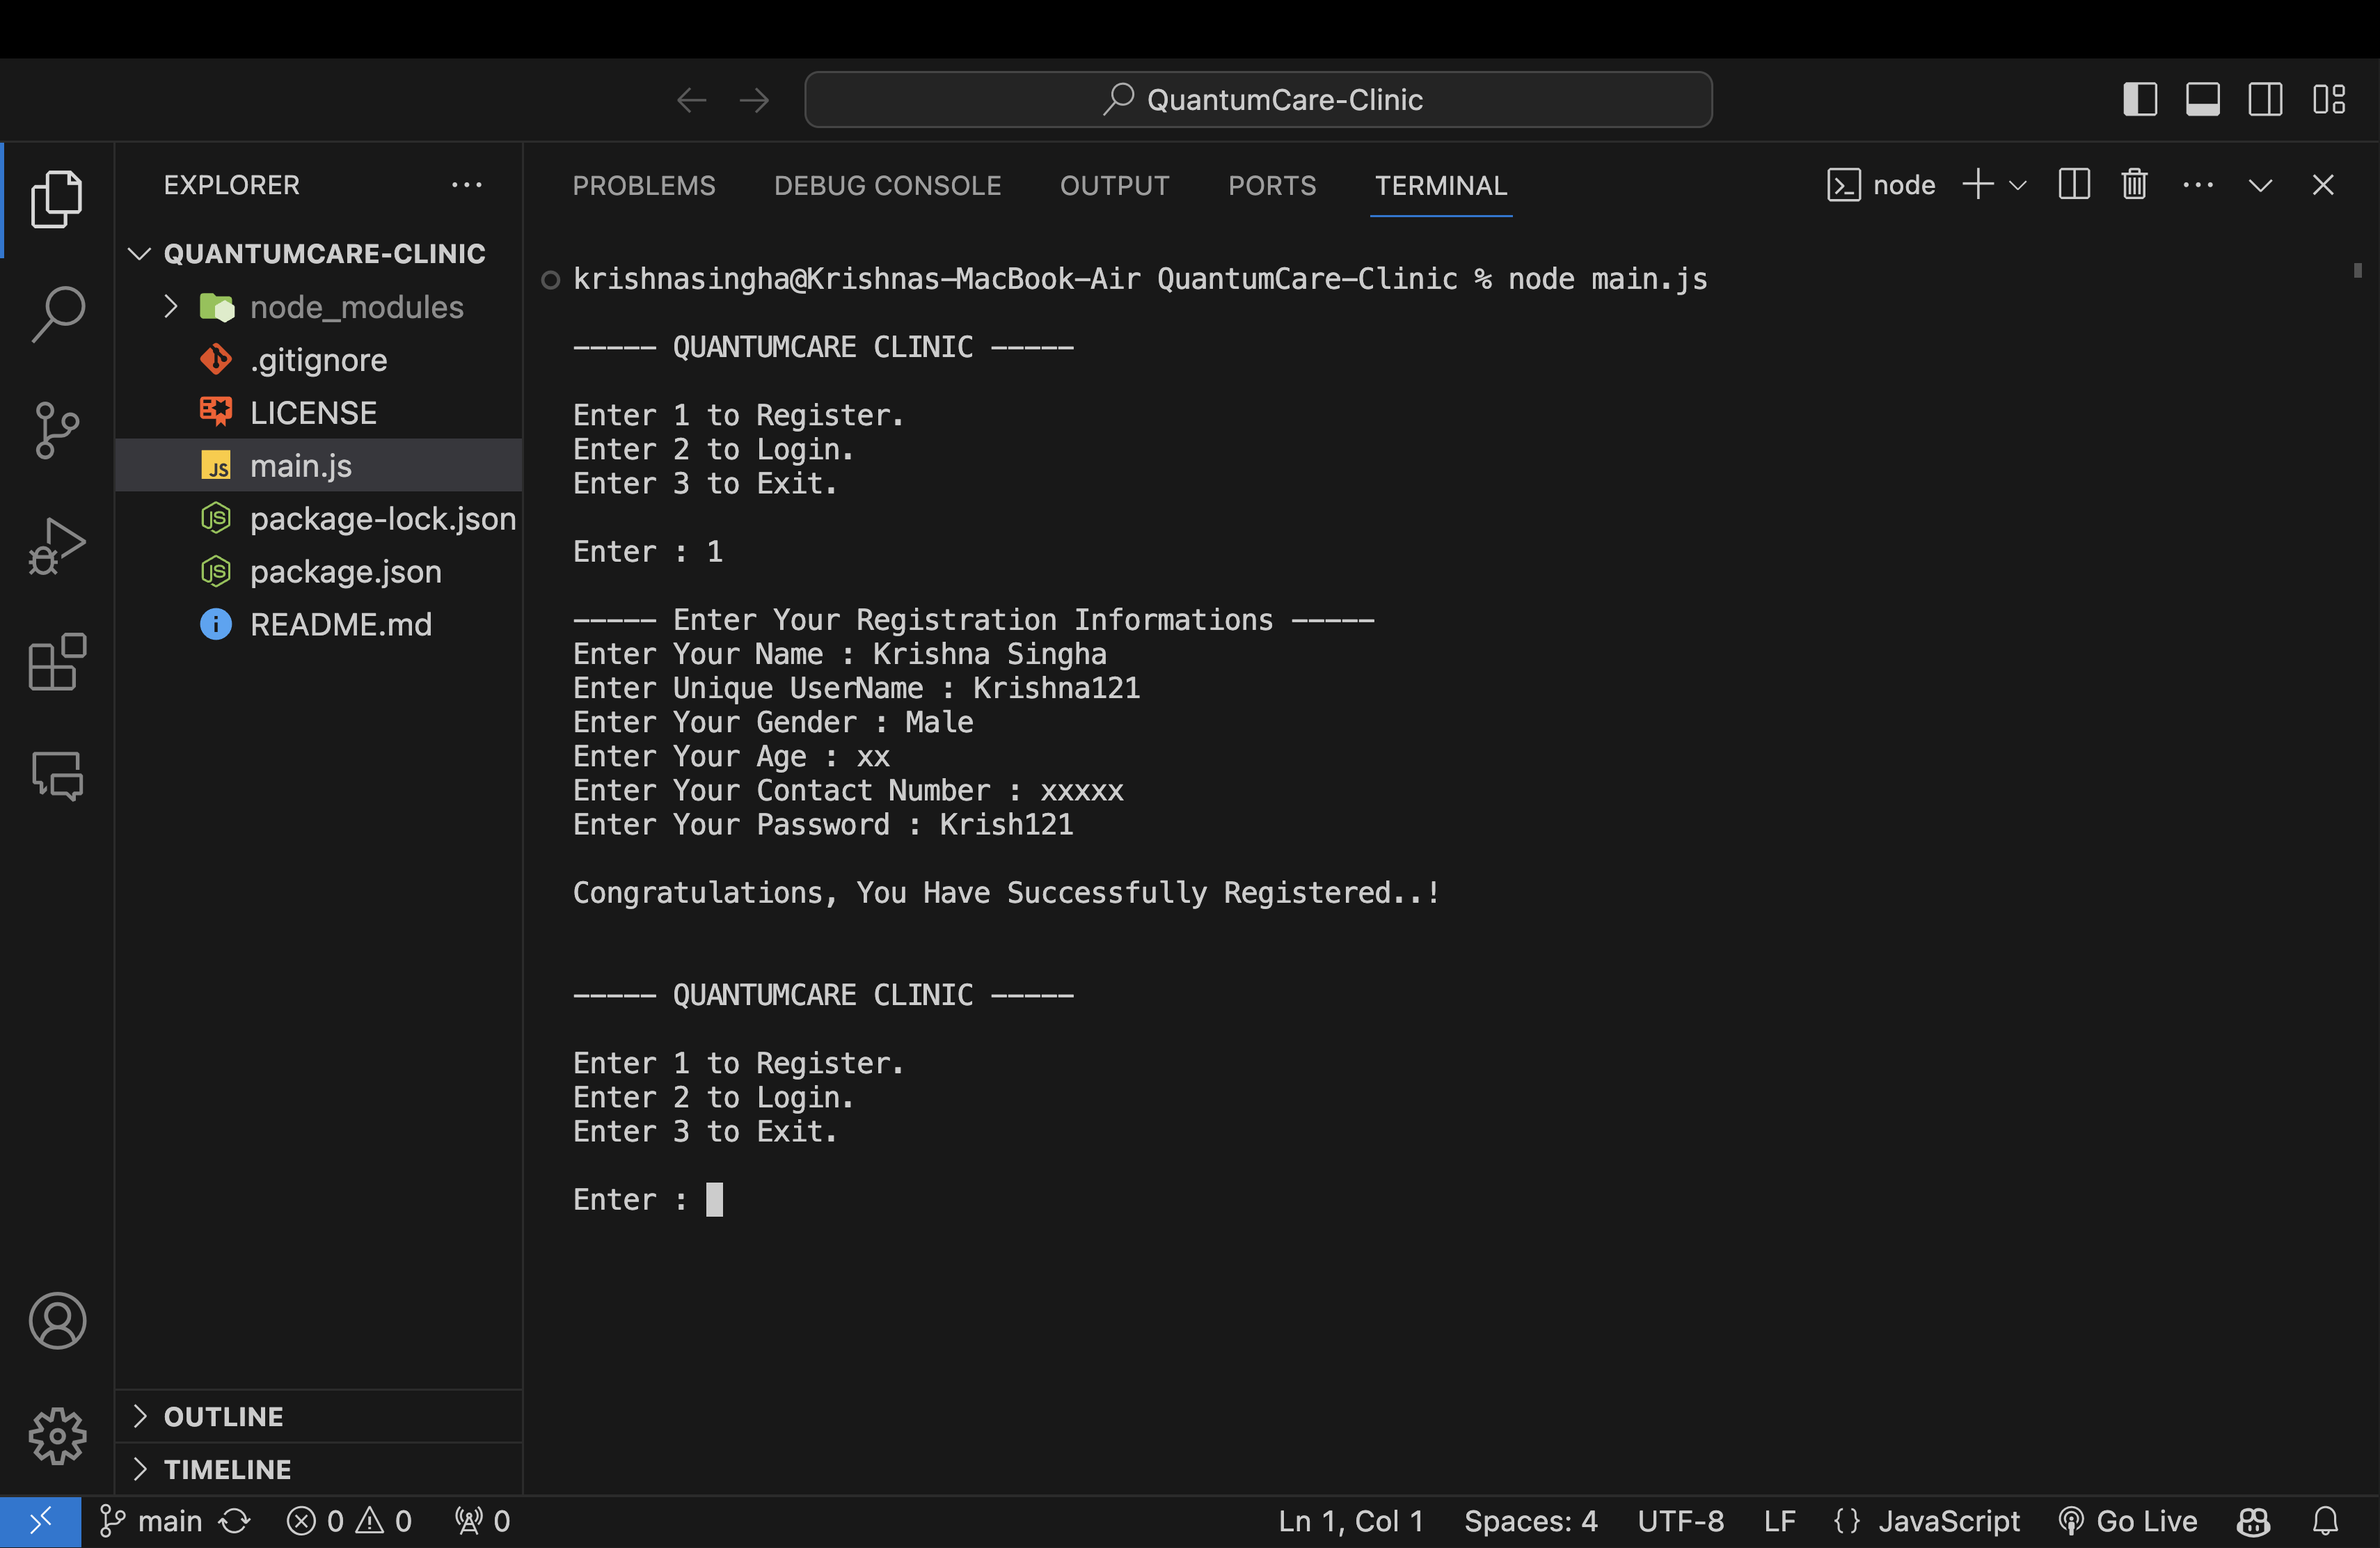 QuantumCare-Clinic
EXPLORER
QUANTUMCARE-CLINIC
node_modules
.gitignore
LICENSE
JS main.js
JS package-lock.json
JS package.json
README.md
OUTLINE
TIMELINE
PROBLEMS DEBUG CONSOLE OUTPUT PORTS TERMINAL node
krishnasingha@Krishnas-MacBook-Air QuantumCare-Clinic % node main.js
----- QUANTUMCARE CLINIC -----
Enter 1 to Register.
Enter 2 to Login.
Enter 3 to Exit.
Enter : 1
----- Enter Your Registration Informations -----
Enter Your Name : Krishna Singha
Enter Unique UserName : Krishna121
Enter Your Gender : Male
Enter Your Age : xx
Enter Your Contact Number : xxxxx
Enter Your Password : Krish121
Congratulations, You Have Successfully Registered..!
----- QUANTUMCARE CLINIC -----
Enter 1 to Register.
Enter 2 to Login.
Enter 3 to Exit.
Enter :
main 0 0 0 Ln 1, Col 1 Spaces: 4 UTF-8 LF {} JavaScript Go Live